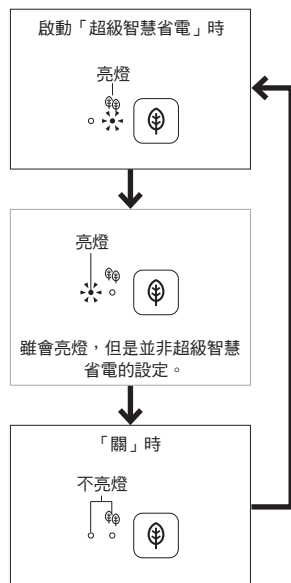 啟動「超級智慧省電」時
亮燈
亮燈
雖會亮燈，但是並非超級智慧
省電的設定。
「關」時
不亮燈